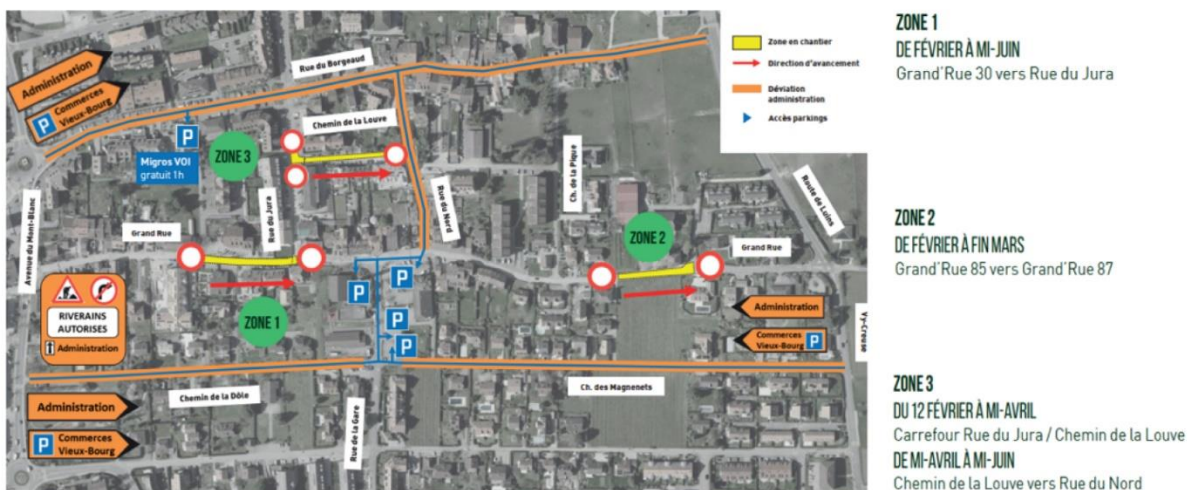 Administration
P Commerces
Vieux-Bourg
Rue du Borgeaud
Zone en chantier
Direction d'avancement
Déviation
administration
Accès parkings
P
Migros VOI
gratuit 1h
ZONE 3
Chemin de la Louve
Avenue du Mont-Blanc
Grand Rue
Rue du Jura
Rue du Nord
Ch. de la Pique
ZONE 2
Grand Rue
Route de Luins
RIVERAINS
AUTORISES
Administration
ZONE 1
P
P
P
P
Administration
Commerces
Vieux-Bourg P
Vy-Creuse
Chemin de la Dôle
Rue de la Gare
Ch. des Magnenets
Administration
P Commerces
Vieux-Bourg
ZONE 1
DE FÉVRIER À MI-JUIN
Grand'Rue 30 vers Rue du Jura
ZONE 2
DE FÉVRIER À FIN MARS
Grand'Rue 85 vers Grand'Rue 87
ZONE 3
DU 12 FÉVRIER À MI-AVRIL
Carrefour Rue du Jura / Chemin de la Louve
DE MI-AVRIL À MI-JUIN
Chemin de la Louve vers Rue du Nord